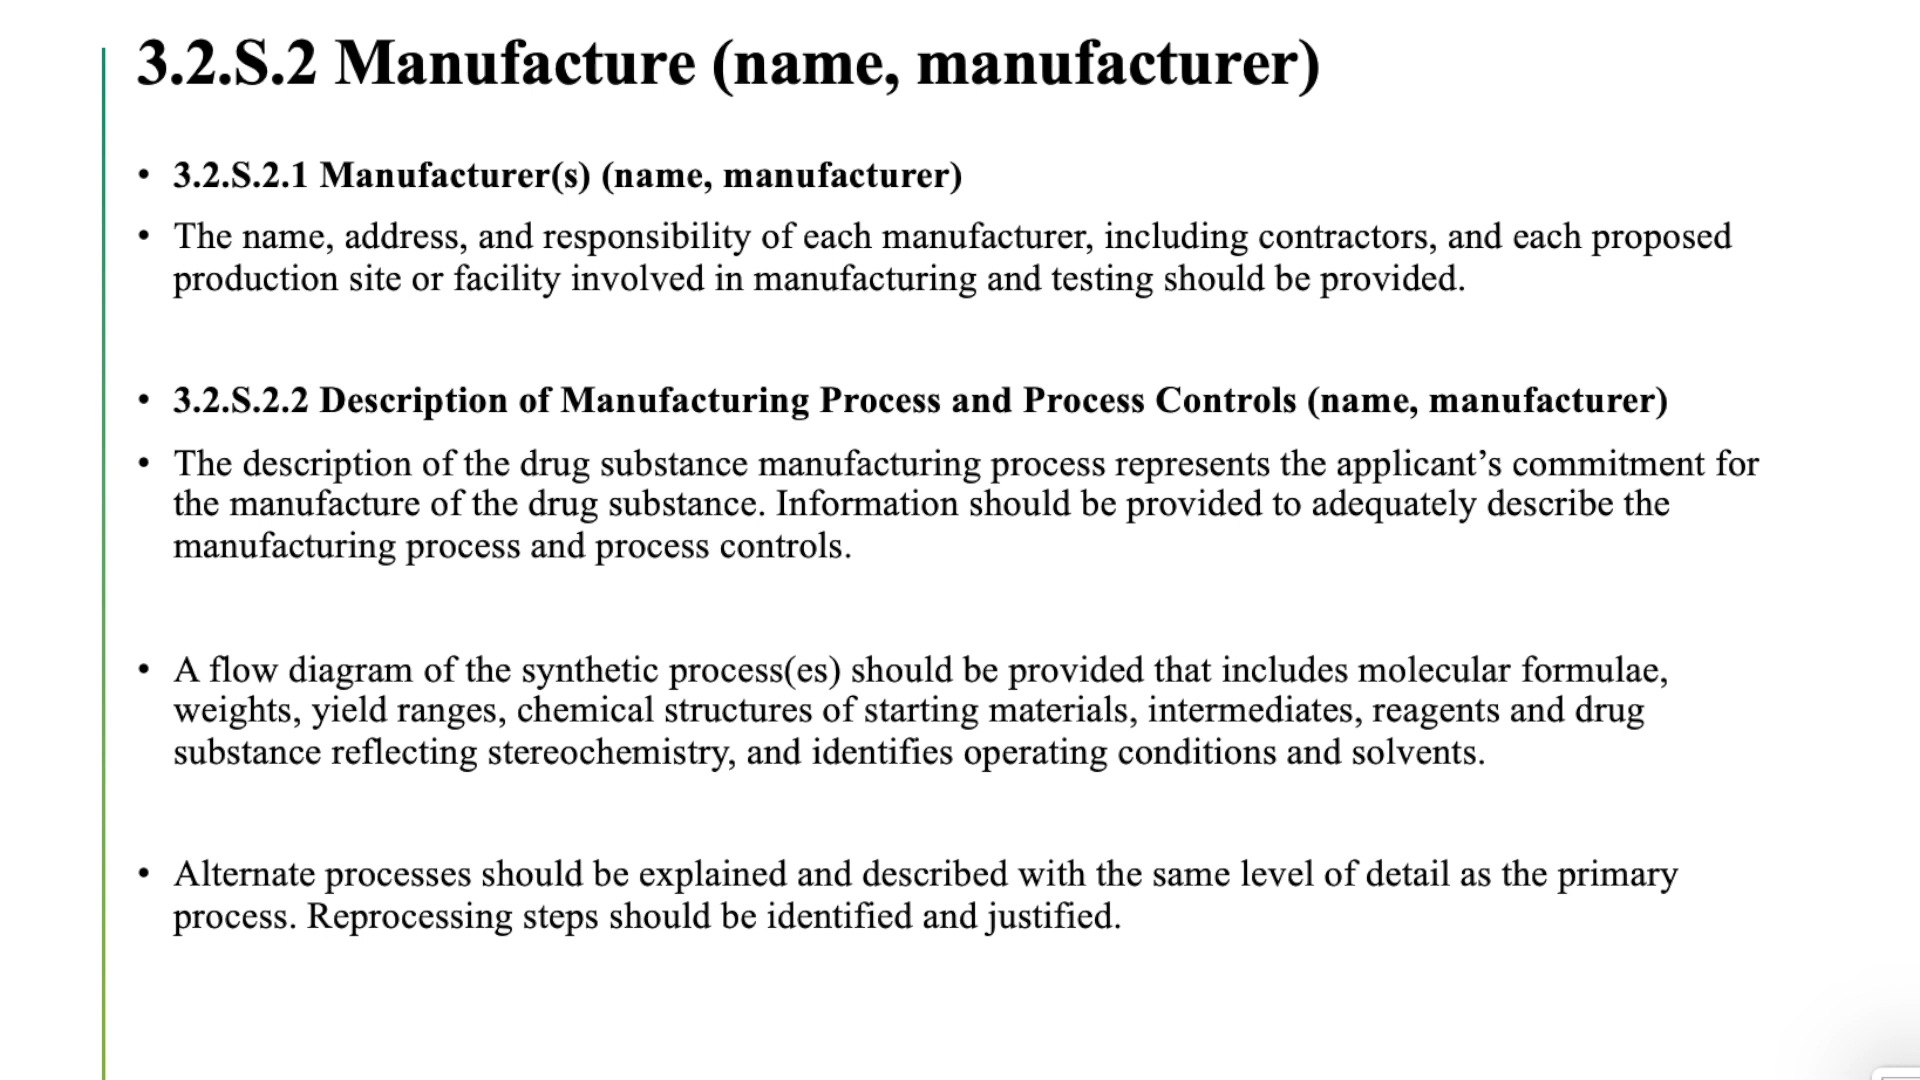 3.2.S.2 Manufacture (name, manufacturer)
• 3.2.S.2.1 Manufacturer(s) (name, manufacturer)
• The name, address, and responsibility of each manufacturer, including contractors, and each proposed
production site or facility involved in manufacturing and testing should be provided.
• 3.2.S.2.2 Description of Manufacturing Process and Process Controls (name, manufacturer)
• The description of the drug substance manufacturing process represents the applicant’s commitment for
the manufacture of the drug substance. Information should be provided to adequately describe the
manufacturing process and process controls.
• A flow diagram of the synthetic process(es) should be provided that includes molecular formulae,
weights, yield ranges, chemical structures of starting materials, intermediates, reagents and drug
substance reflecting stereochemistry, and identifies operating conditions and solvents.
• Alternate processes should be explained and described with the same level of detail as the primary
process. Reprocessing steps should be identified and justified.